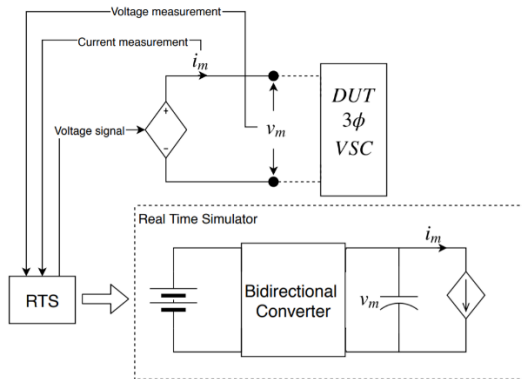 Voltage measurement
Current measurement
i_m
Voltage signal
+
−
v_m
DUT
3ϕ
VSC
Real Time Simulator
RTS
Bidirectional
Converter
v_m
i_m